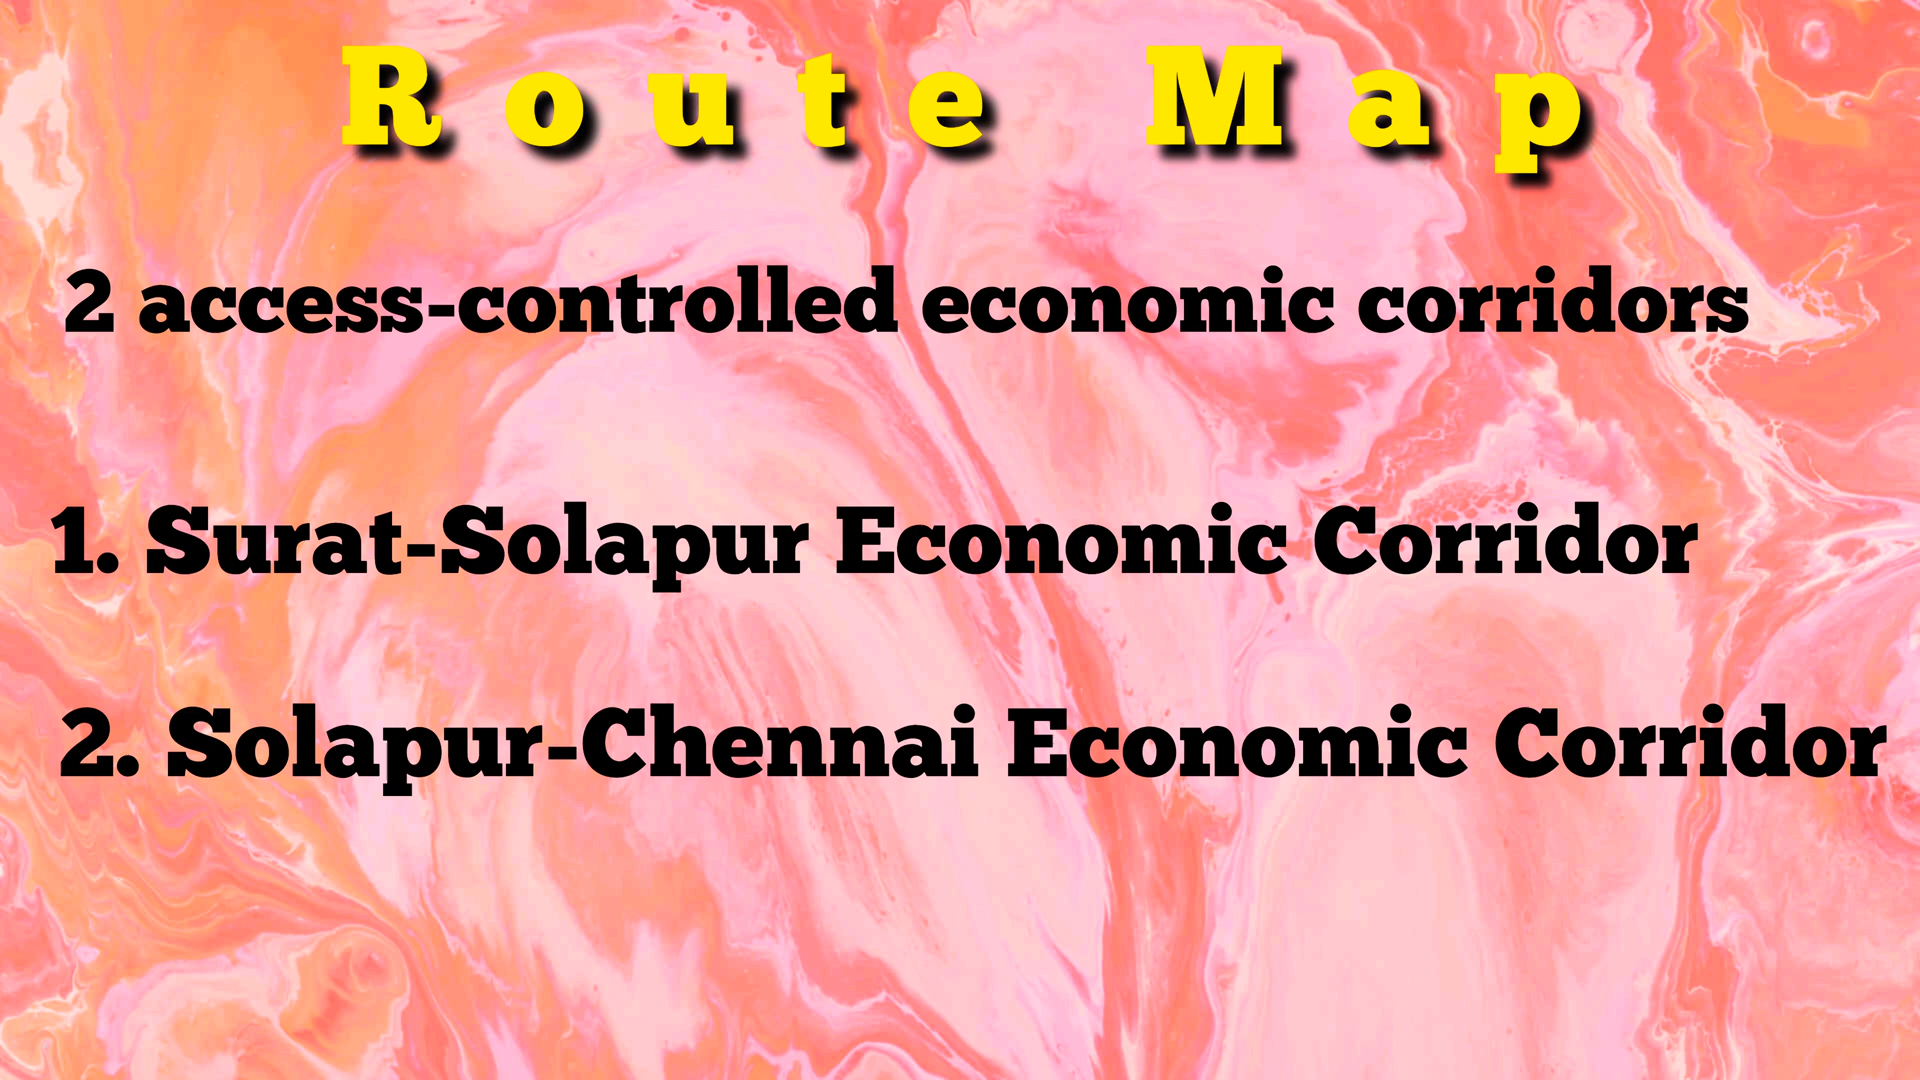 Route Map
2 access-controlled economic corridors
1. Surat-Solapur Economic Corridor
2. Solapur-Chennai Economic Corridor